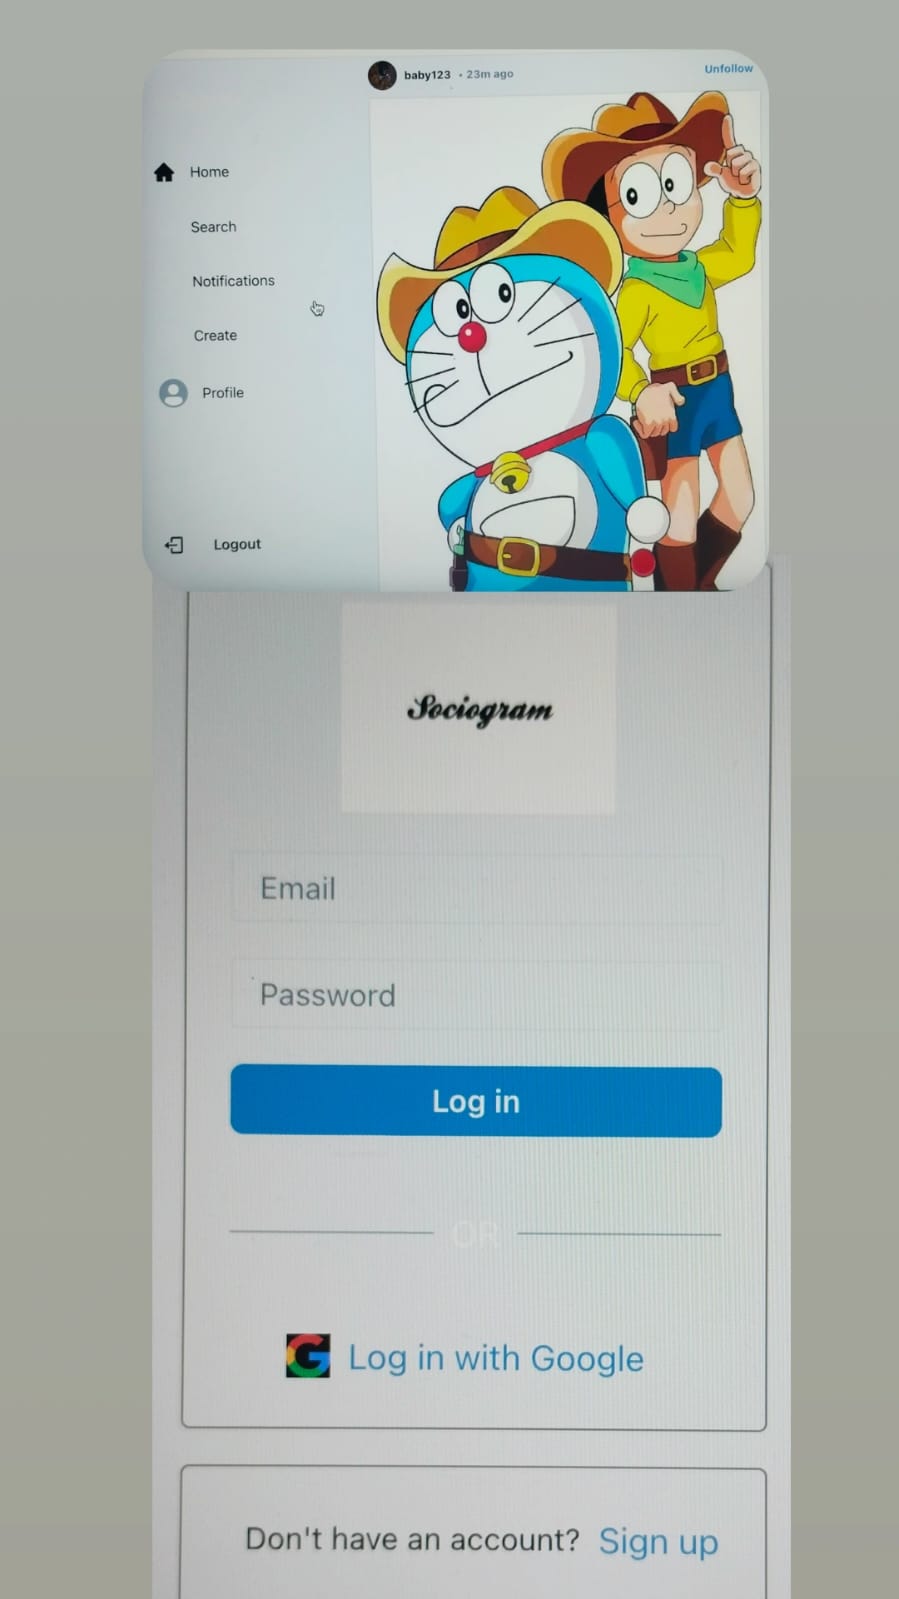 baby123 • 23m ago Unfollow
Home
Search
Notifications
Create
Profile
Logout
Sociogram
Email
Password
Log in
OR
Log in with Google
Don't have an account? Sign up